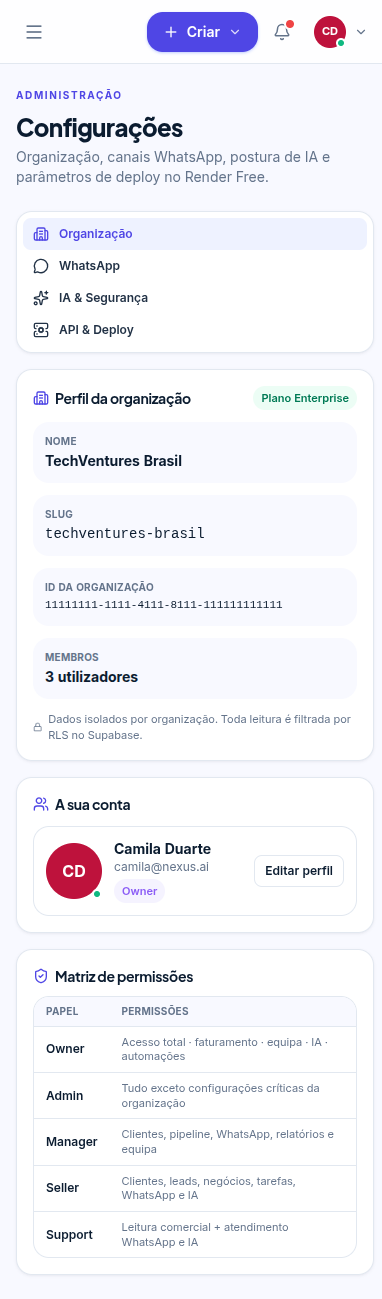 Criar
CD
ADMINISTRAÇÃO
Configurações
Organização, canais WhatsApp, postura de IA e
parâmetros de deploy no Render Free.
Organização
WhatsApp
IA & Segurança
API & Deploy
Perfil da organização
Plano Enterprise
NOME
TechVentures Brasil
SLUG
techventures-brasil
ID DA ORGANIZAÇÃO
11111111-1111-4111-8111-111111111111
MEMBROS
3 utilizadores
Dados isolados por organização. Toda leitura é filtrada por
RLS no Supabase.
A sua conta
CD
Camila Duarte
camila@nexus.ai
Owner
Editar perfil
Matriz de permissões
PAPEL PERMISSÕES
Owner
Acesso total · faturamento · equipa · IA ·
automações
Admin
Tudo exceto configurações críticas da
organização
Manager
Clientes, pipeline, WhatsApp, relatórios e
equipa
Seller
Clientes, leads, negócios, tarefas,
WhatsApp e IA
Support
Leitura comercial + atendimento
WhatsApp e IA